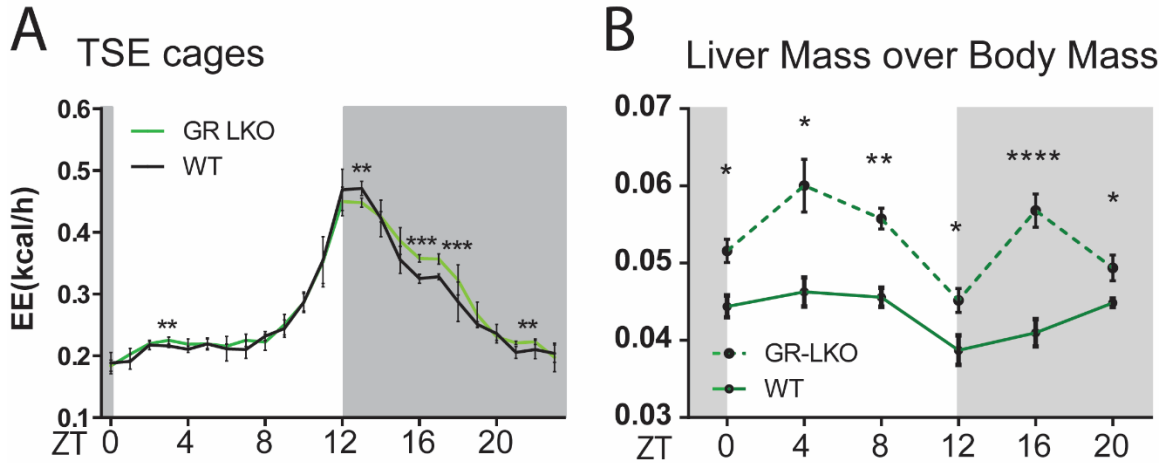 A TSE cages
EE(kcal/h)
0.6
0.5
0.4
0.3
0.2
0.1
GR LKO
WT
**
**
***
***
**
ZT 0 4 8 12 16 20
B Liver Mass over Body Mass
0.07
0.06
0.05
0.04
0.03
*
*
**
*
****
*
GR-LKO
WT
ZT 0 4 8 12 16 20